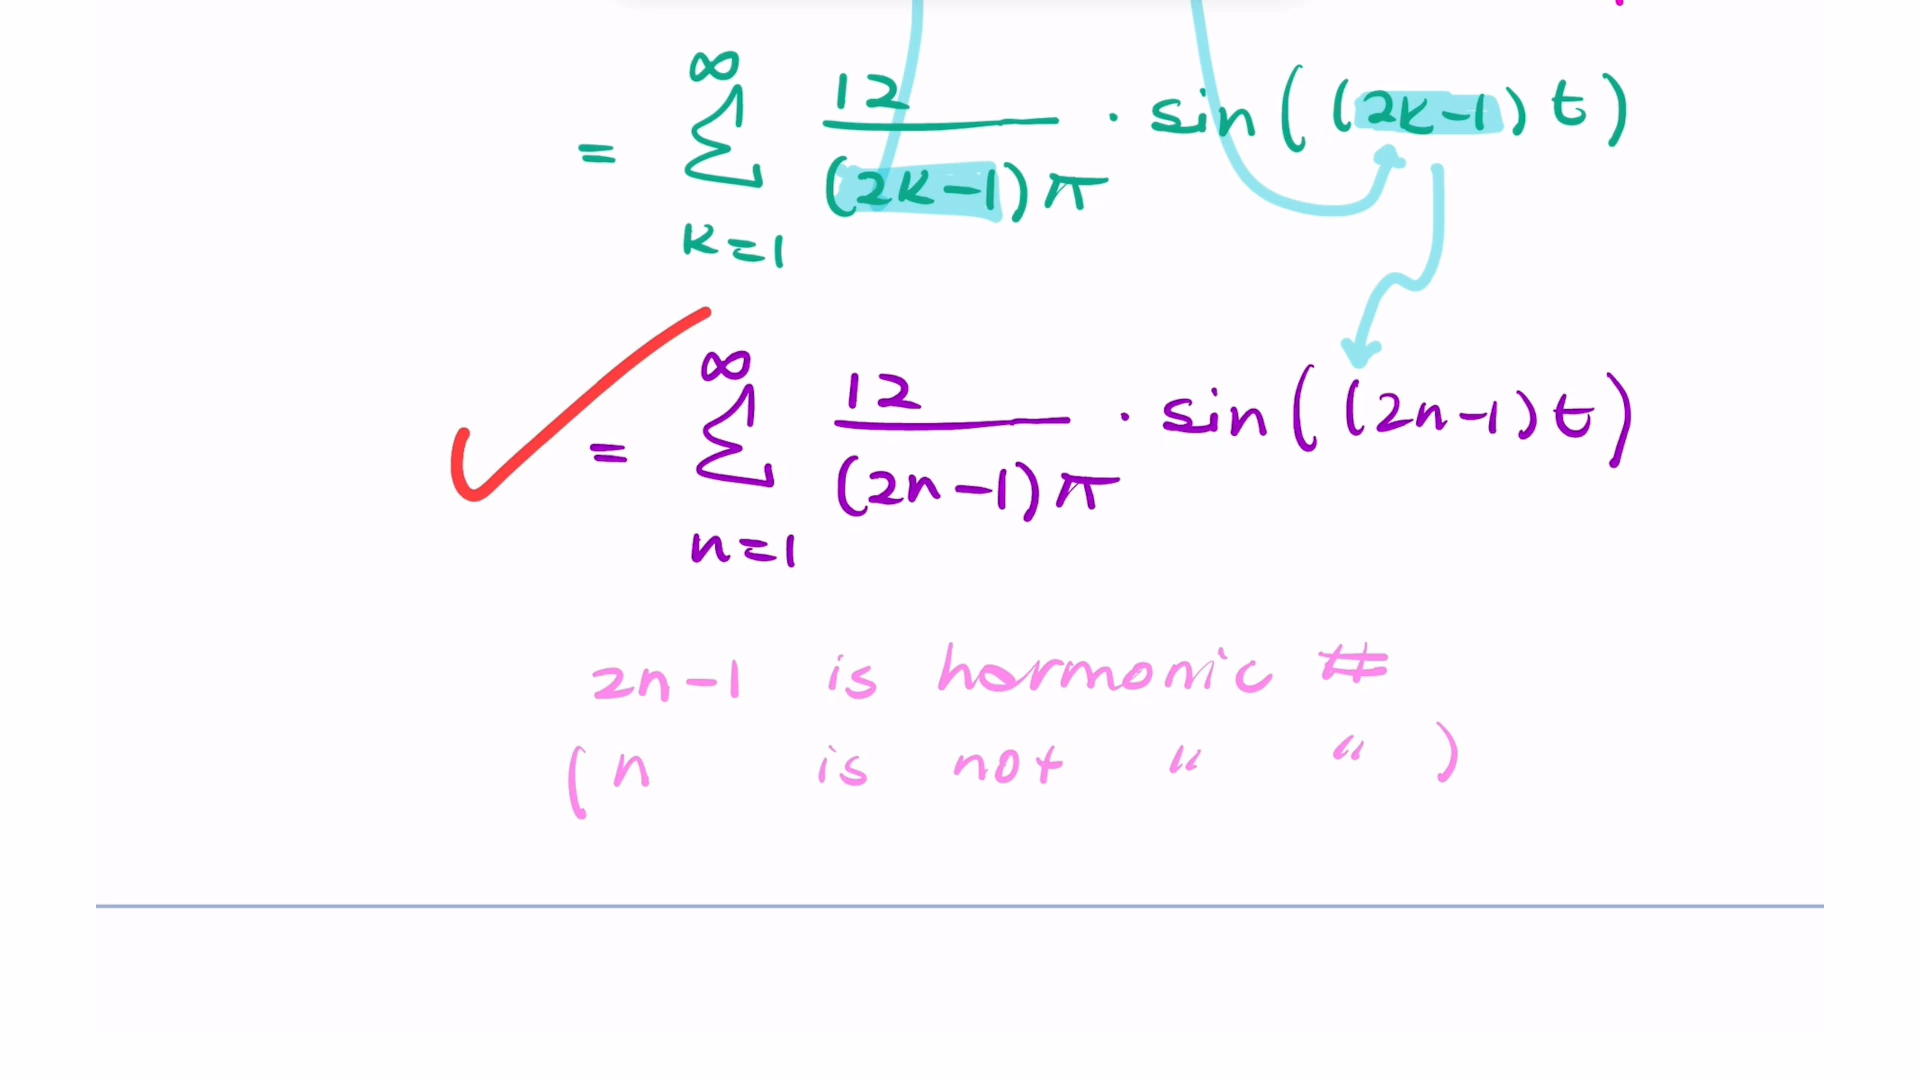 = ∞ Σ k=1 12 / (2k-1)π · sin((2k-1)t)
= ∞ Σ n=1 12 / (2n-1)π · sin((2n-1)t)
2n-1 is harmonic #
(n is not " ")